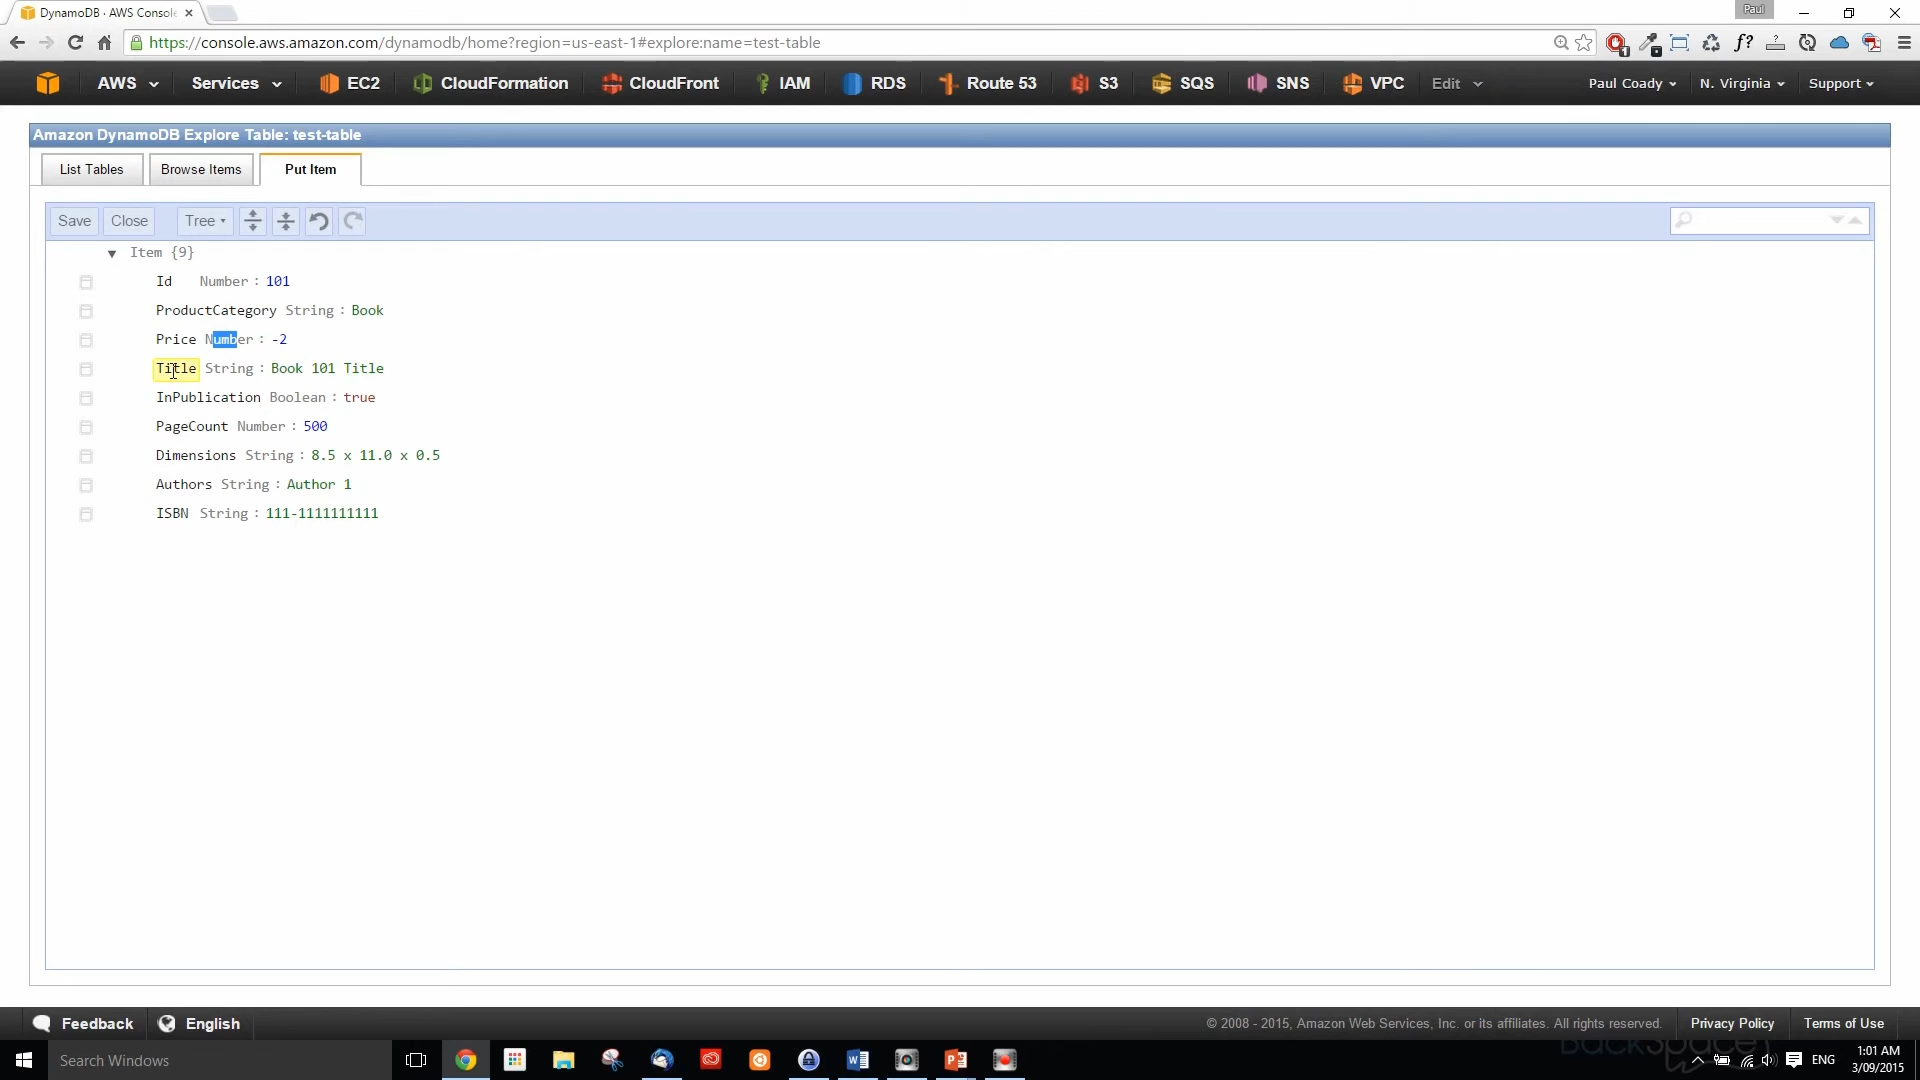 DynamoDB · AWS Console
Paul
https://console.aws.amazon.com/dynamodb/home?region=us-east-1#explore:name=test-table
AWS Services EC2 CloudFormation CloudFront IAM RDS Route 53 S3 SQS SNS VPC Edit Paul Coady N. Virginia Support
Amazon DynamoDB Explore Table: test-table
List Tables Browse Items Put Item
Save Close Tree
Item {9}
Id Number : 101
ProductCategory String : Book
Price Number : -2
Title String : Book 101 Title
InPublication Boolean : true
PageCount Number : 500
Dimensions String : 8.5 x 11.0 x 0.5
Authors String : Author 1
ISBN String : 111-1111111111
Feedback English © 2008 - 2015, Amazon Web Services, Inc. or its affiliates. All rights reserved. Privacy Policy Terms of Use
BackSpace
Search Windows ENG 1:01 AM
3/09/2015